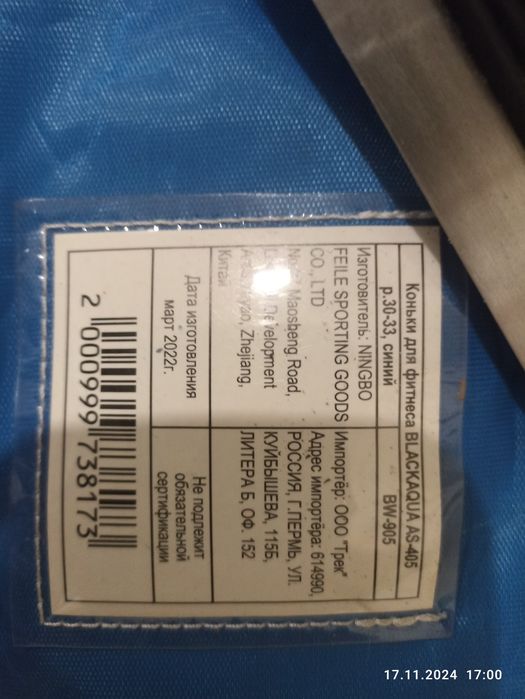 Коньки для фитнеса BLACKAQUA AS-405
р.30-33, синий
BW-905
Изготовитель: NINGBO
FEILE SPORTING GOODS
CO., LTD
Maosheng Road,
Development
Zhejiang,
Китай
Импортёр: ООО "Трек"
Адрес импортёра: 614990,
РОССИЯ, Г.ПЕРМЬ, УЛ.
КУЙБЫШЕВА, 115Б,
ЛИТЕРА Б, ОФ. 152
Дата изготовления
март 2022г.
Не подлежит
обязательной
сертификации
2 000999 738173
17.11.2024 17:00